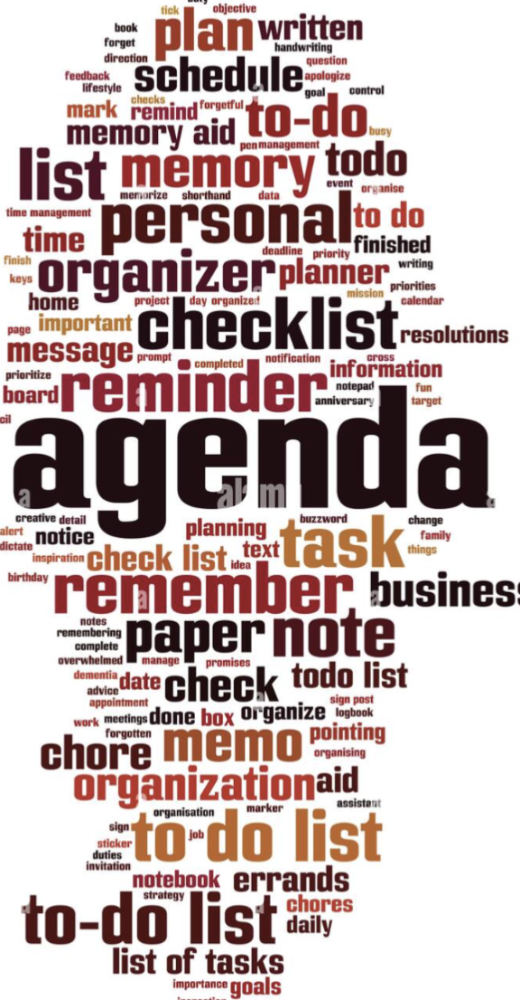 tick duty objective
book plan written
forget handwriting
direction schedule question
feedback apologize
lifestyle goal control
checks
mark remind forgetful to-do
memory aid busy
pen management
list memory todo
event organise
memorize shorthand data
time management personal to do
time finished
deadline priority
finish organizer planner writing
keys mission priorities
home project day organized calendar
page important checklist resolutions
message prompt completed notification cross
prioritize reminder information
board notepad fun
anniversary target
cil agenda
alamy
creative detail planning buzzword change
alert notice task family
dictate text things
inspiration check list idea
birthday remember business
notes paper note
remembering
complete
overwhelmed manage promises
dementia date check todo list
advice
appointment sign post
work meetings done box organize logbook
forgotten memo pointing
chore organising
organization aid
organisation marker assistant
sign to do list
sticker job
duties
invitation
notebook errands
strategy
to-do list chores
daily
list of tasks
importance goals